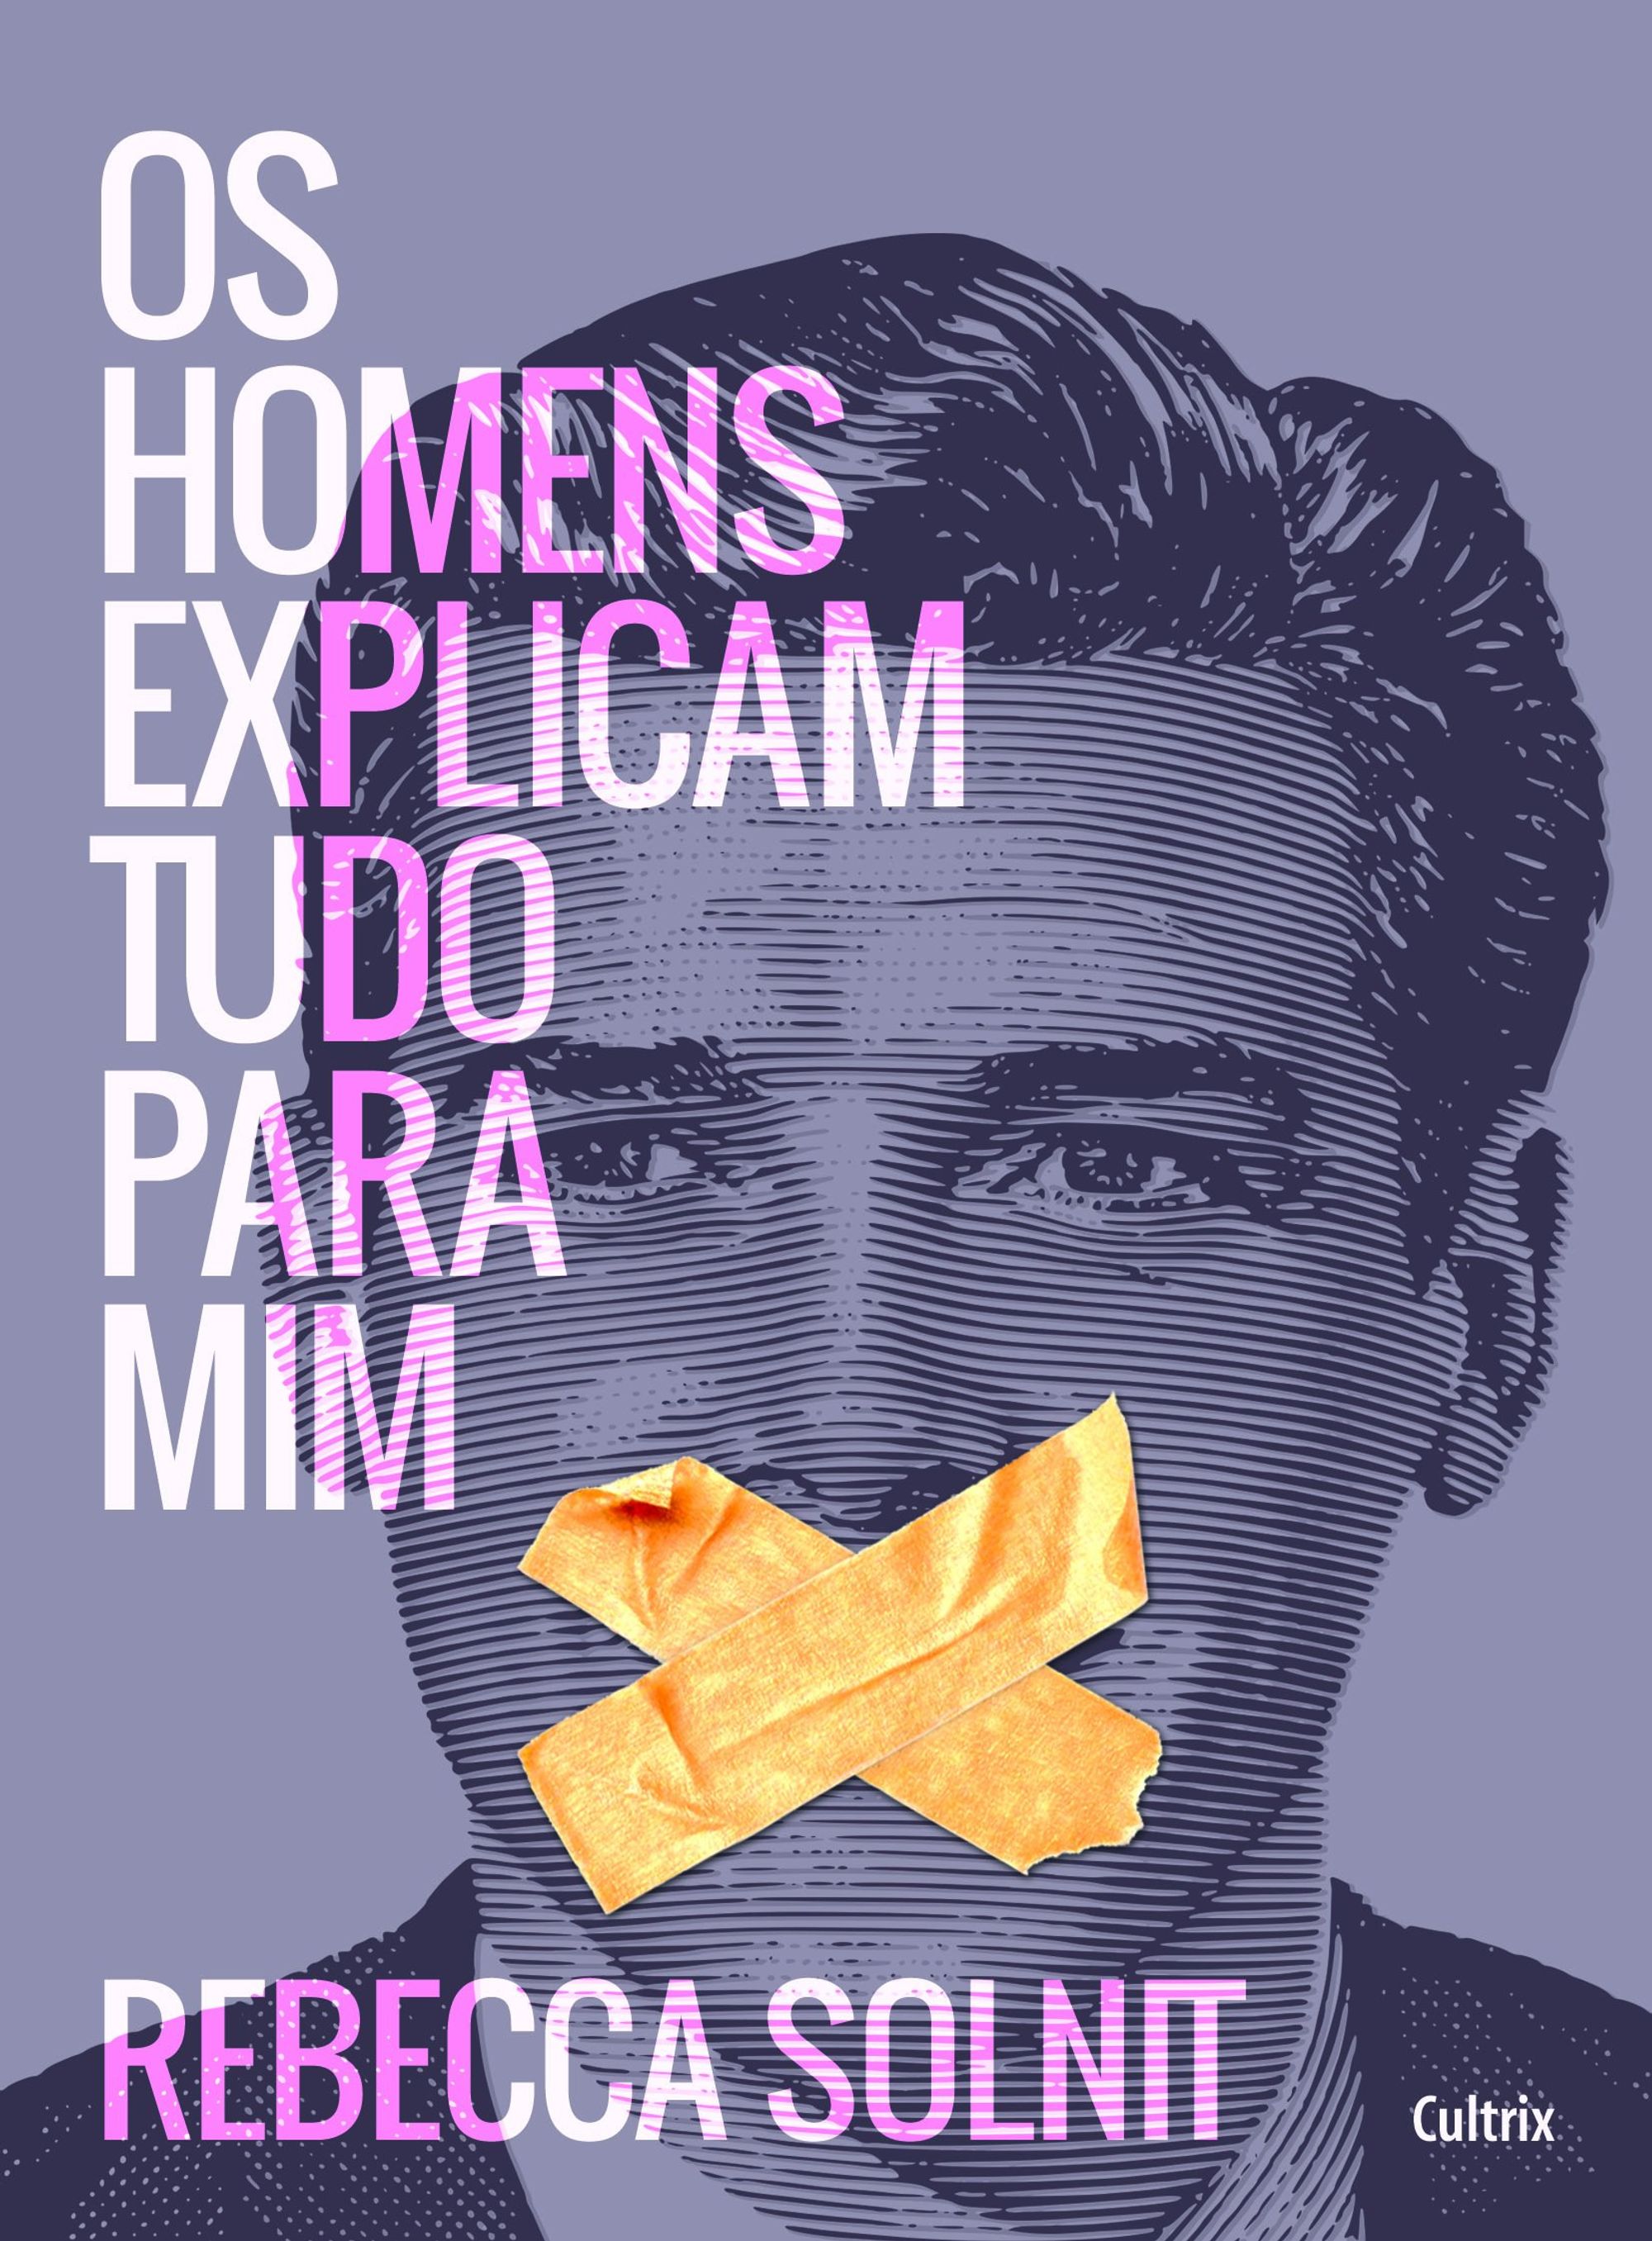 OS
HOMENS
EXPLICAM
TUDO
PARA
MIM
REBECCA SOLNIT
Cultrix